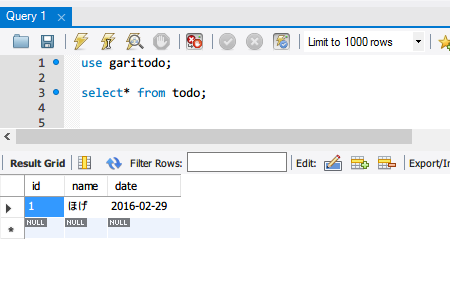 Query 1 ×
Limit to 1000 rows
1 use garitodo;
2
3 select* from todo;
4
5
Result Grid Filter Rows: Edit: Export/In
id name date
1 ほげ 2016-02-29
* NULL NULL NULL